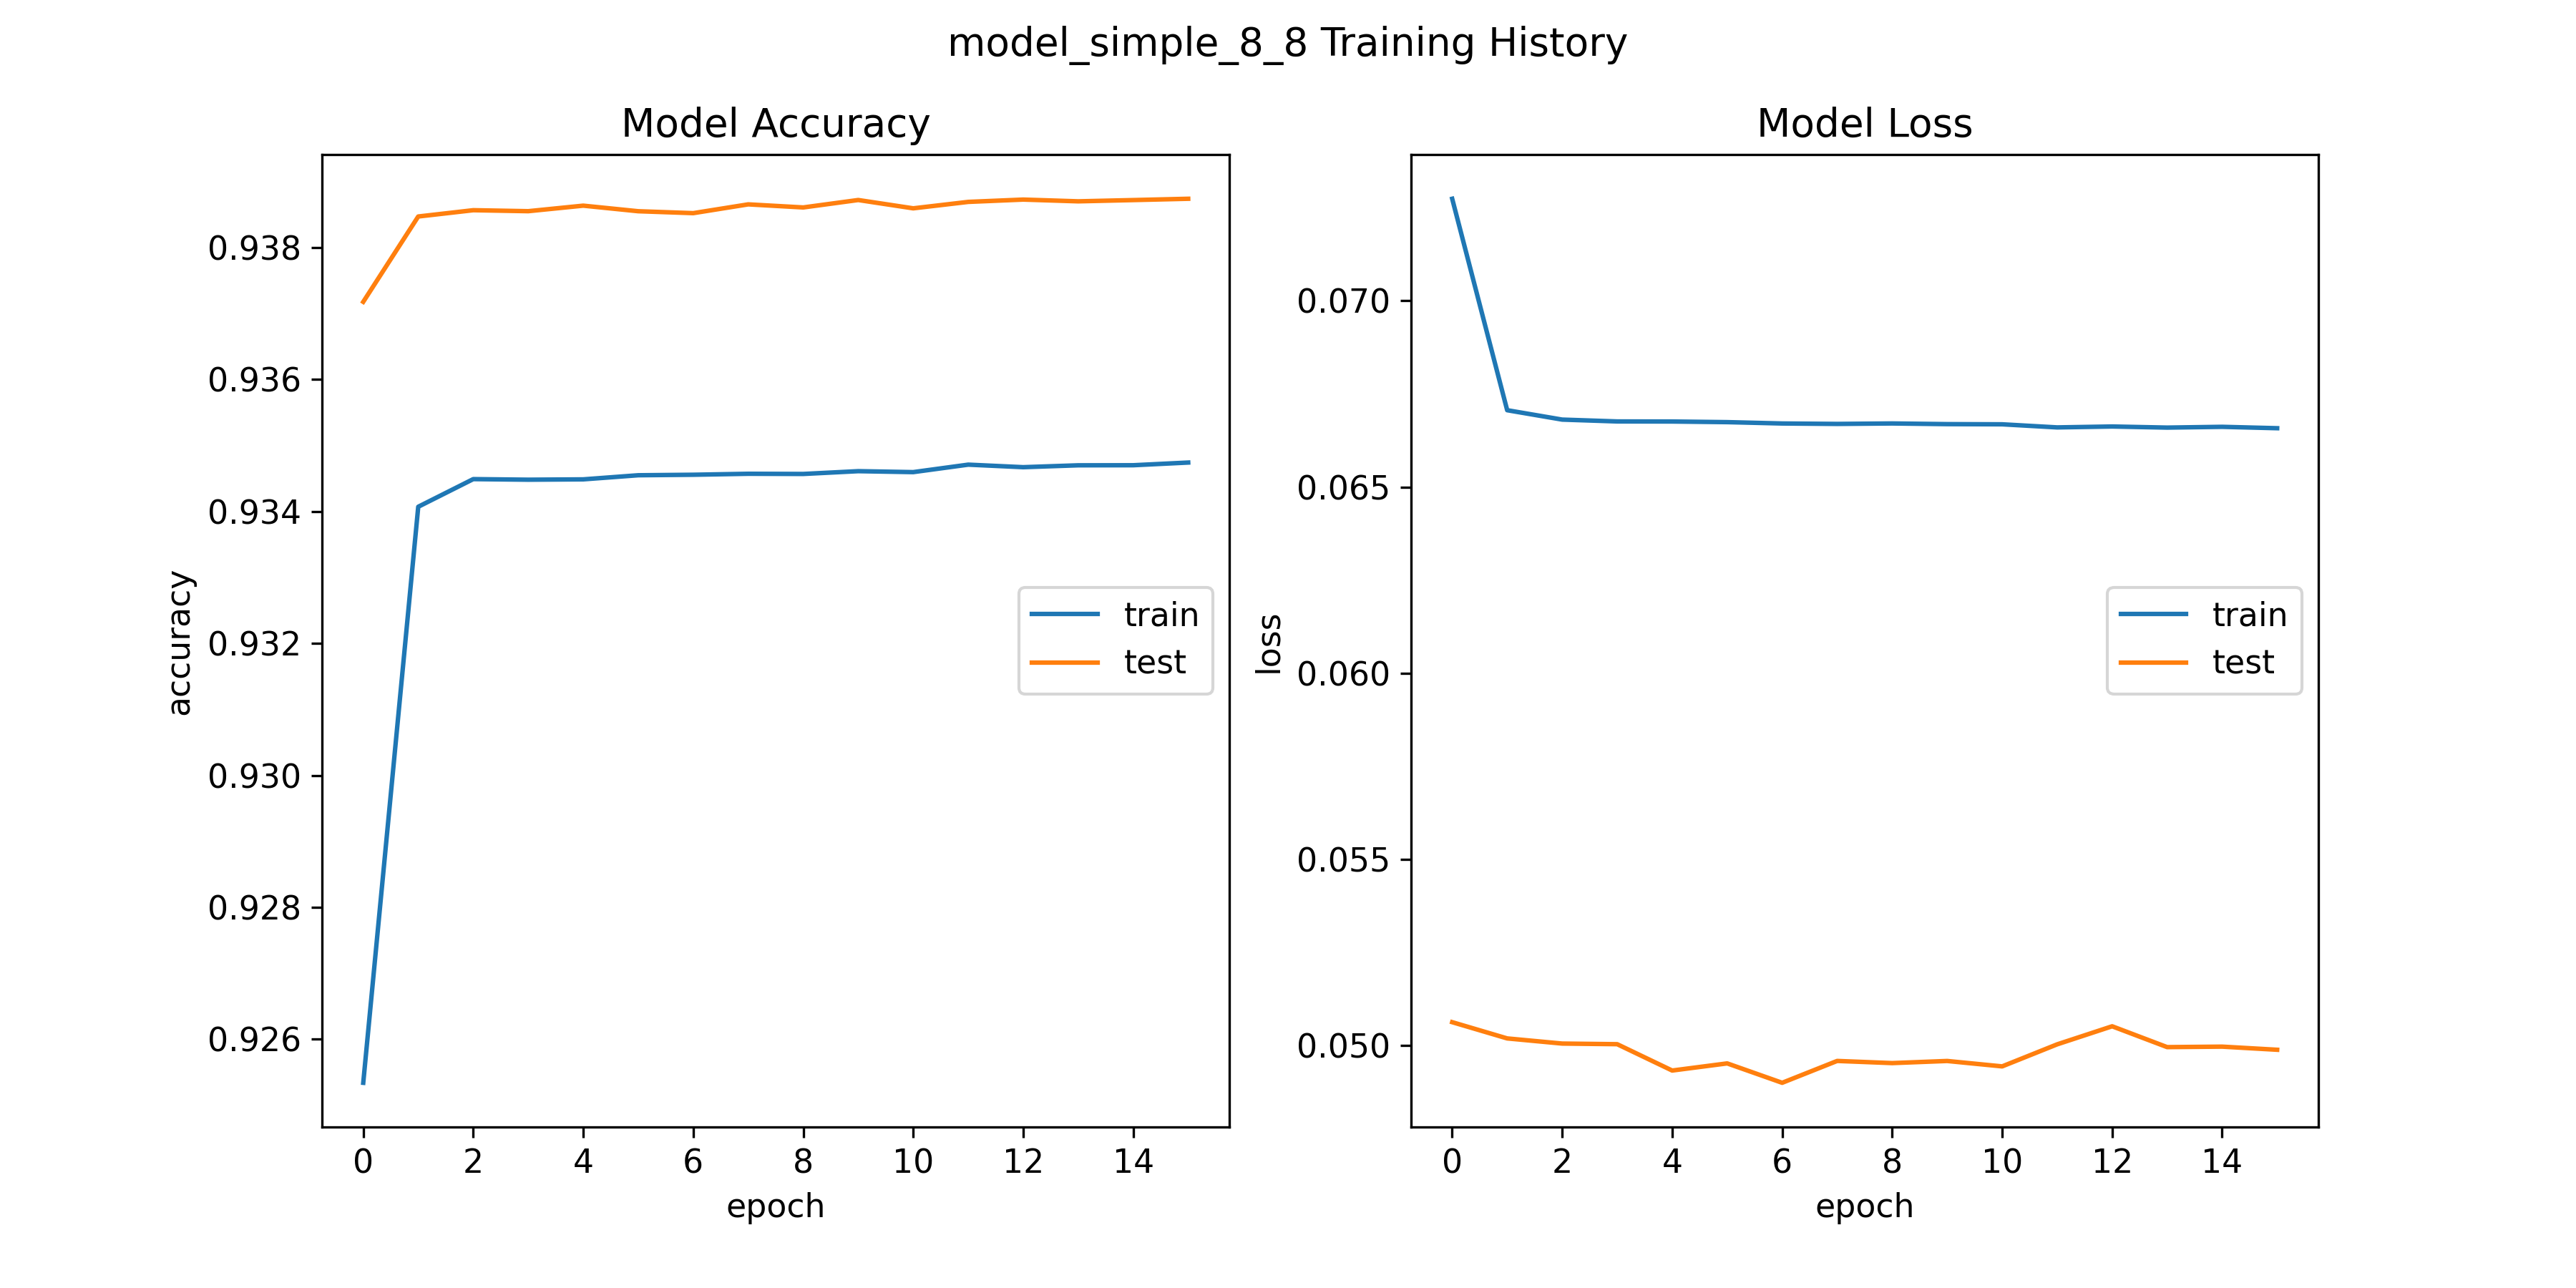 model_simple_8_8 Training History
Model Accuracy
0.938
0.936
0.934
0.932
0.930
0.928
0.926
accuracy
0 2 4 6 8 10 12 14
epoch
train
test
Model Loss
0.070
0.065
0.060
0.055
0.050
loss
0 2 4 6 8 10 12 14
epoch
train
test